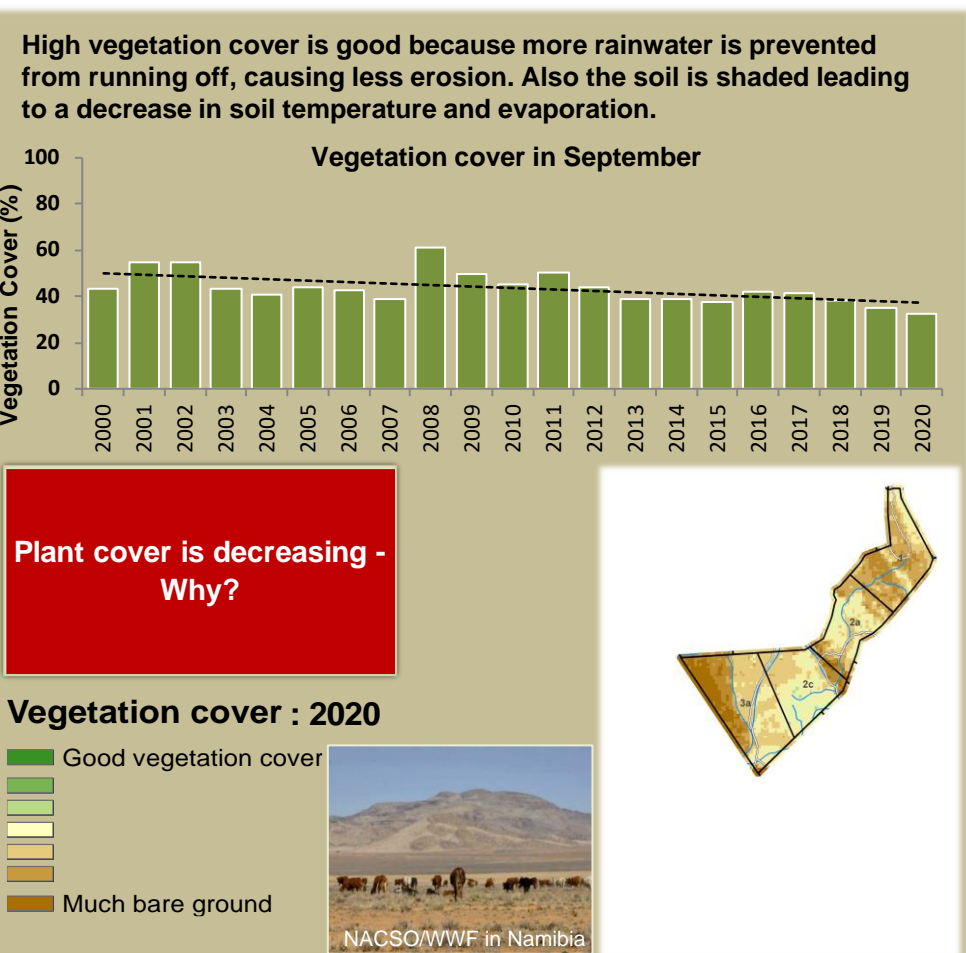 High vegetation cover is good because more rainwater is prevented
from running off, causing less erosion. Also the soil is shaded leading
to a decrease in soil temperature and evaporation.
Vegetation cover in September
Vegetation Cover (%)
100
80
60
40
20
0
2000 2001 2002 2003 2004 2005 2006 2007 2008 2009 2010 2011 2012 2013 2014 2015 2016 2017 2018 2019 2020
Plant cover is decreasing -
Why?
1
2a
2c
3a
Vegetation cover : 2020
Good vegetation cover
Much bare ground
NACSO/WWF in Namibia